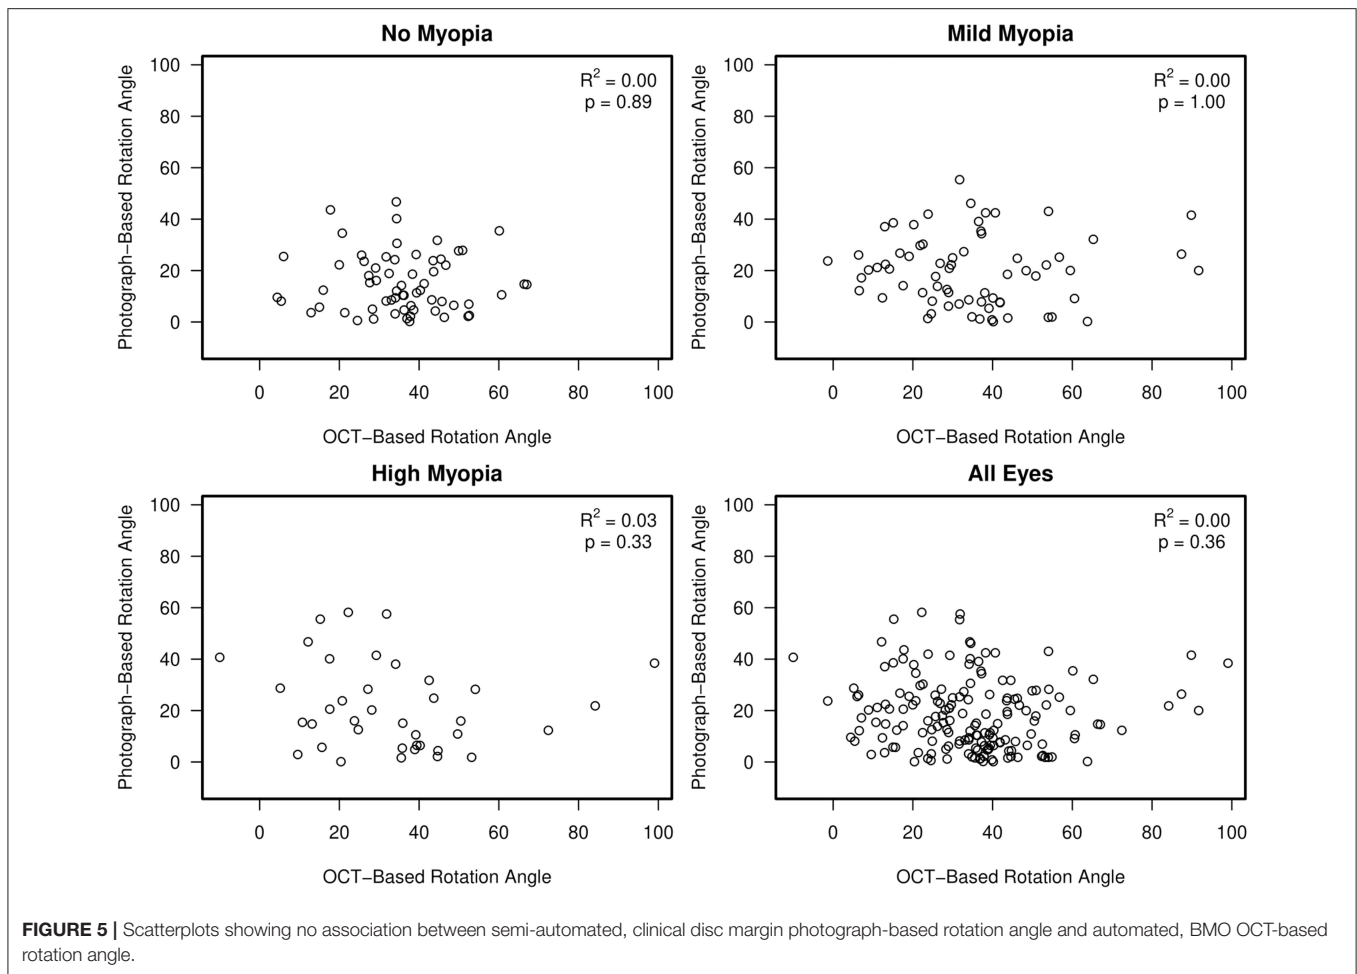 No Myopia
R2 = 0.00
p = 0.89
Photograph−Based Rotation Angle
100
80
60
40
20
0
0 20 40 60 80 100
OCT−Based Rotation Angle
Mild Myopia
R2 = 0.00
p = 1.00
Photograph−Based Rotation Angle
100
80
60
40
20
0
0 20 40 60 80 100
OCT−Based Rotation Angle
High Myopia
R2 = 0.03
p = 0.33
Photograph−Based Rotation Angle
100
80
60
40
20
0
0 20 40 60 80 100
OCT−Based Rotation Angle
All Eyes
R2 = 0.00
p = 0.36
Photograph−Based Rotation Angle
100
80
60
40
20
0
0 20 40 60 80 100
OCT−Based Rotation Angle
FIGURE 5 | Scatterplots showing no association between semi-automated, clinical disc margin photograph-based rotation angle and automated, BMO OCT-based
rotation angle.